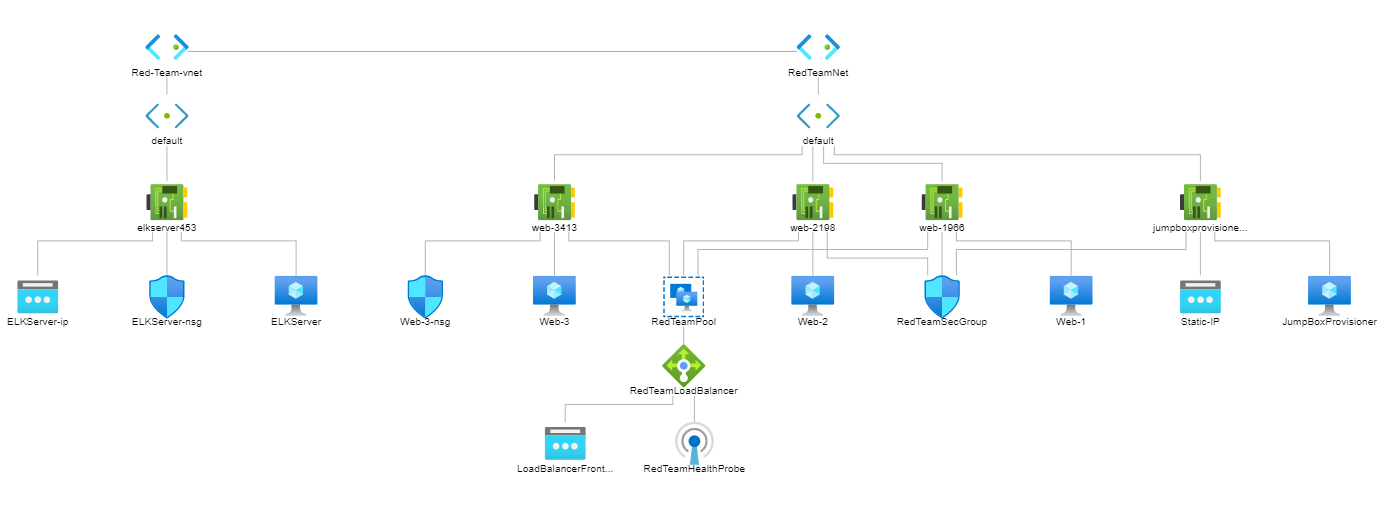 Red-Team-vnet
RedTeamNet
default
default
elkserver453
web-3413
web-2198
web-1966
jumpboxprovisione...
ELKServer-ip
ELKServer-nsg
ELKServer
Web-3-nsg
Web-3
RedTeamPool
Web-2
RedTeamSecGroup
Web-1
Static-IP
JumpBoxProvisioner
RedTeamLoadBalancer
LoadBalancerFront...
RedTeamHealthProbe